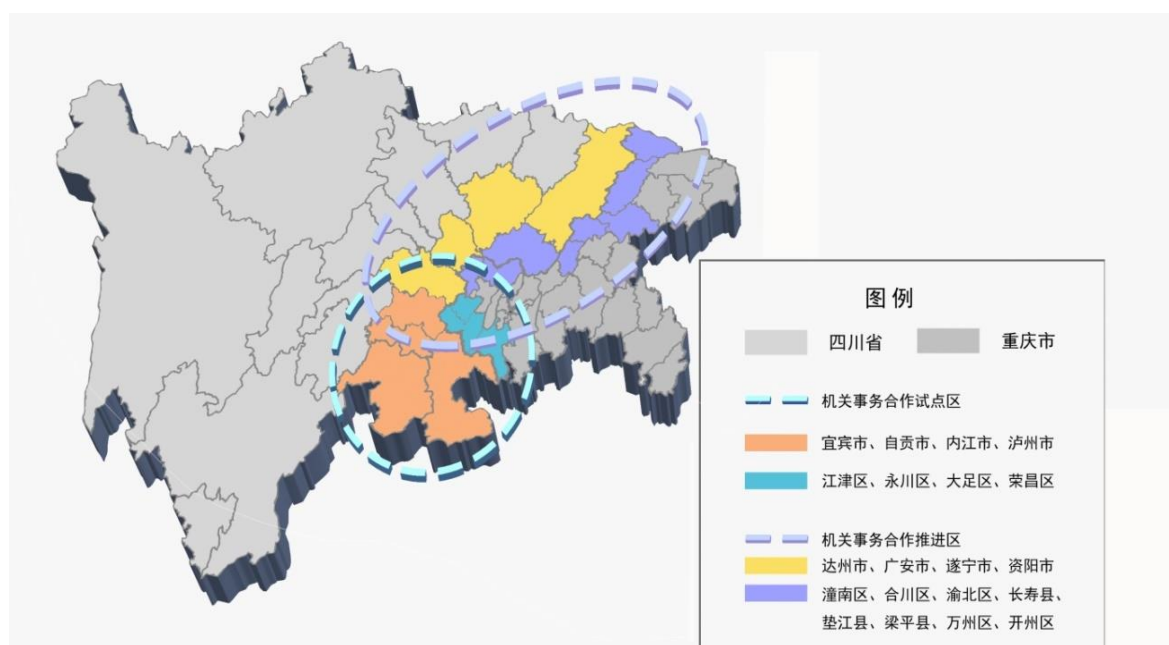 图例
四川省 重庆市
机关事务合作试点区
宜宾市、自贡市、内江市、泸州市
江津区、永川区、大足区、荣昌区
机关事务合作推进区
达州市、广安市、遂宁市、资阳市
潼南区、合川区、渝北区、长寿县、
垫江县、梁平县、万州区、开州区